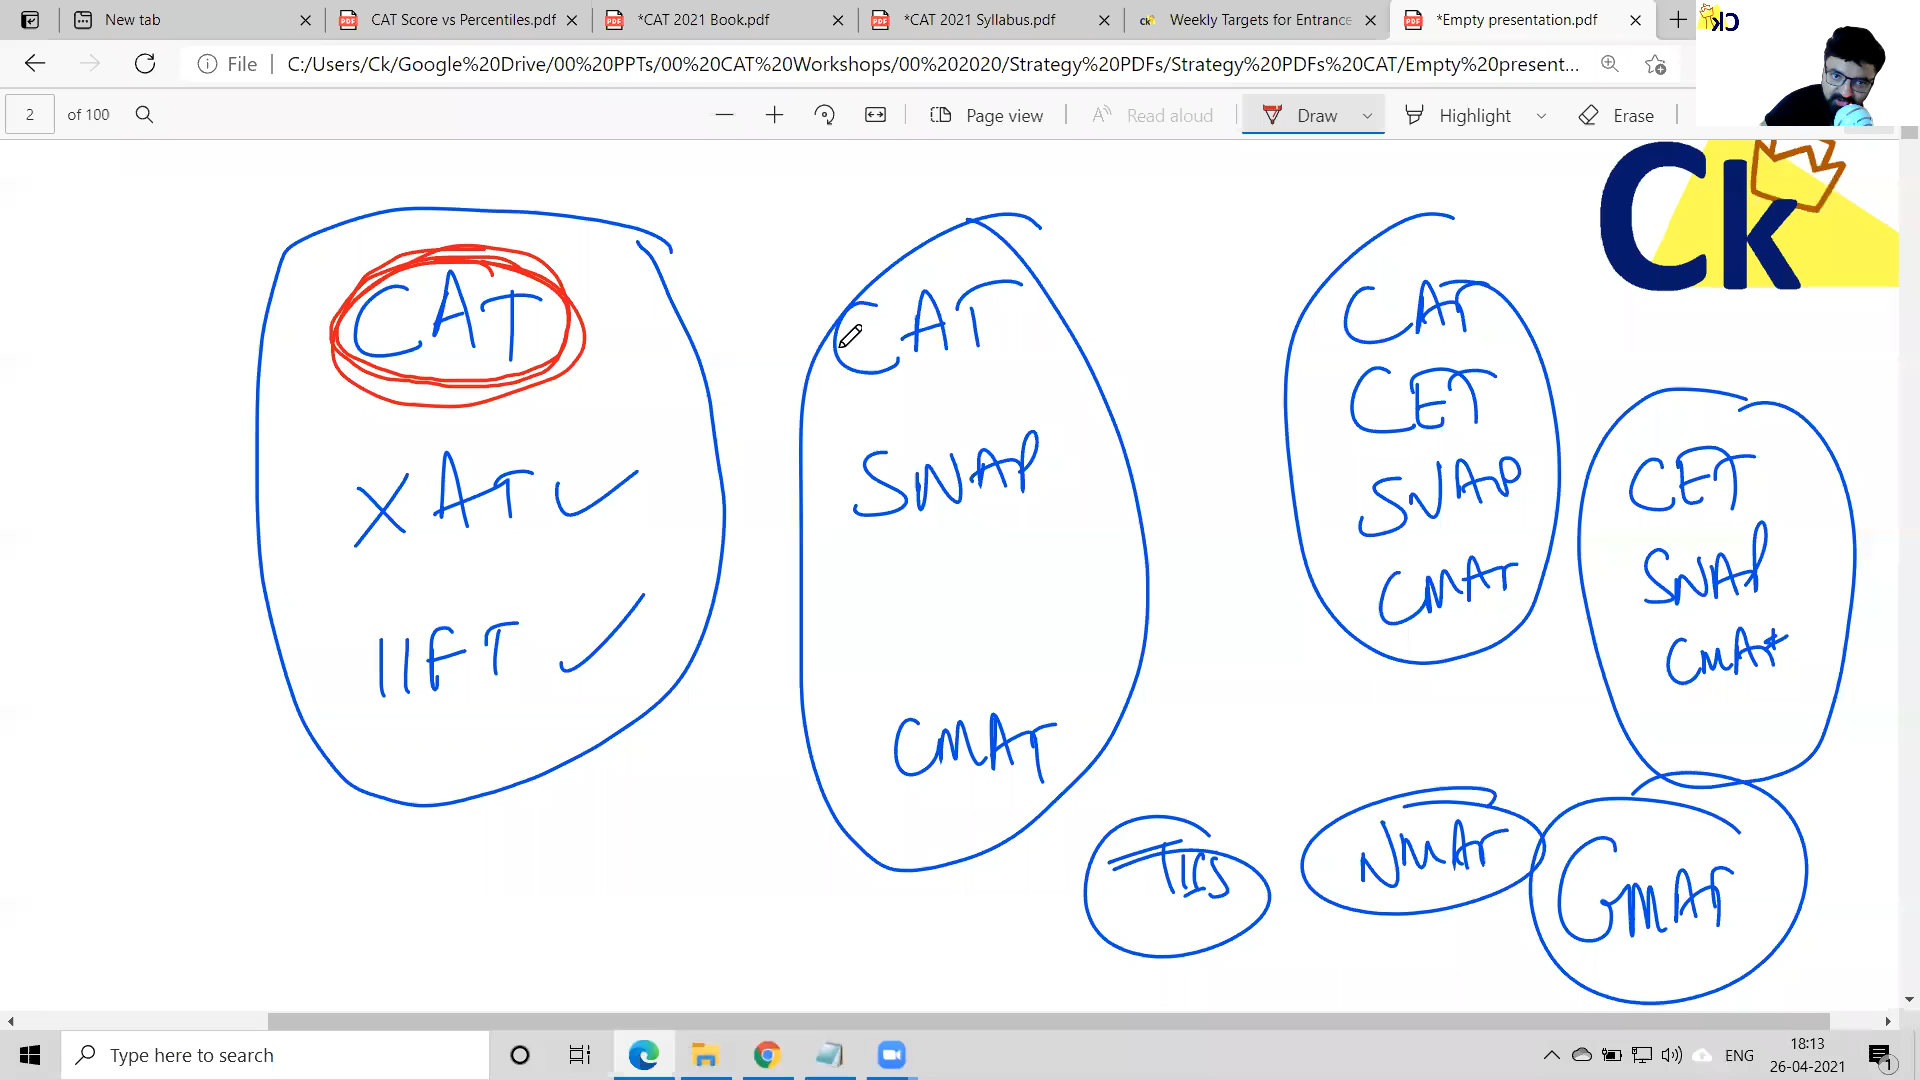 New tab
CAT Score vs Percentiles.pdf
*CAT 2021 Book.pdf
*CAT 2021 Syllabus.pdf
Weekly Targets for Entrance
*Empty presentation.pdf
File
C:/Users/Ck/Google%20Drive/00%20PPTs/00%20CAT%20Workshops/00%202020/Strategy%20PDFs/Strategy%20PDFs%20CAT/Empty%20present...
2 of 100
Page view
Read aloud
Draw
Highlight
Erase
Ck
CAT
XAT
IIFT
CAT
SNAP
CMAT
CAT
CET
SNAP
CMAT
CET
SNAP
CMAT
TISS
NMAT
GMAT
Type here to search
ENG
18:13
26-04-2021
1